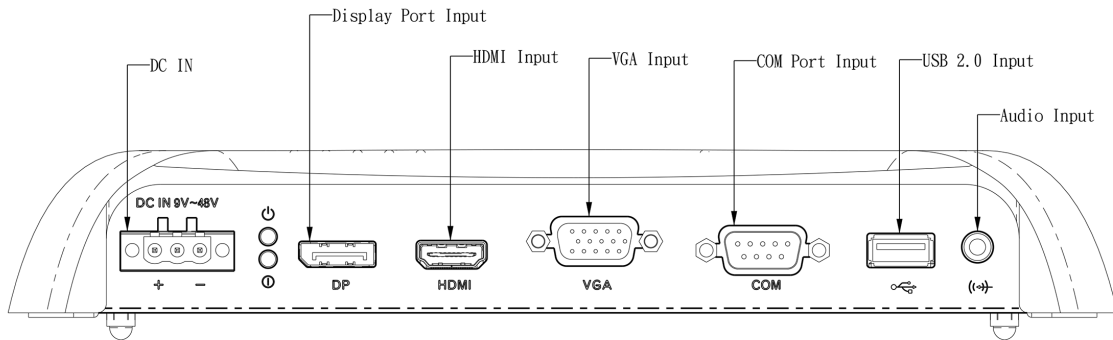 Display Port Input
DC IN
HDMI Input
VGA Input
COM Port Input
USB 2.0 Input
Audio Input
DC IN 9V~48V
+ −
DP
HDMI
VGA
COM